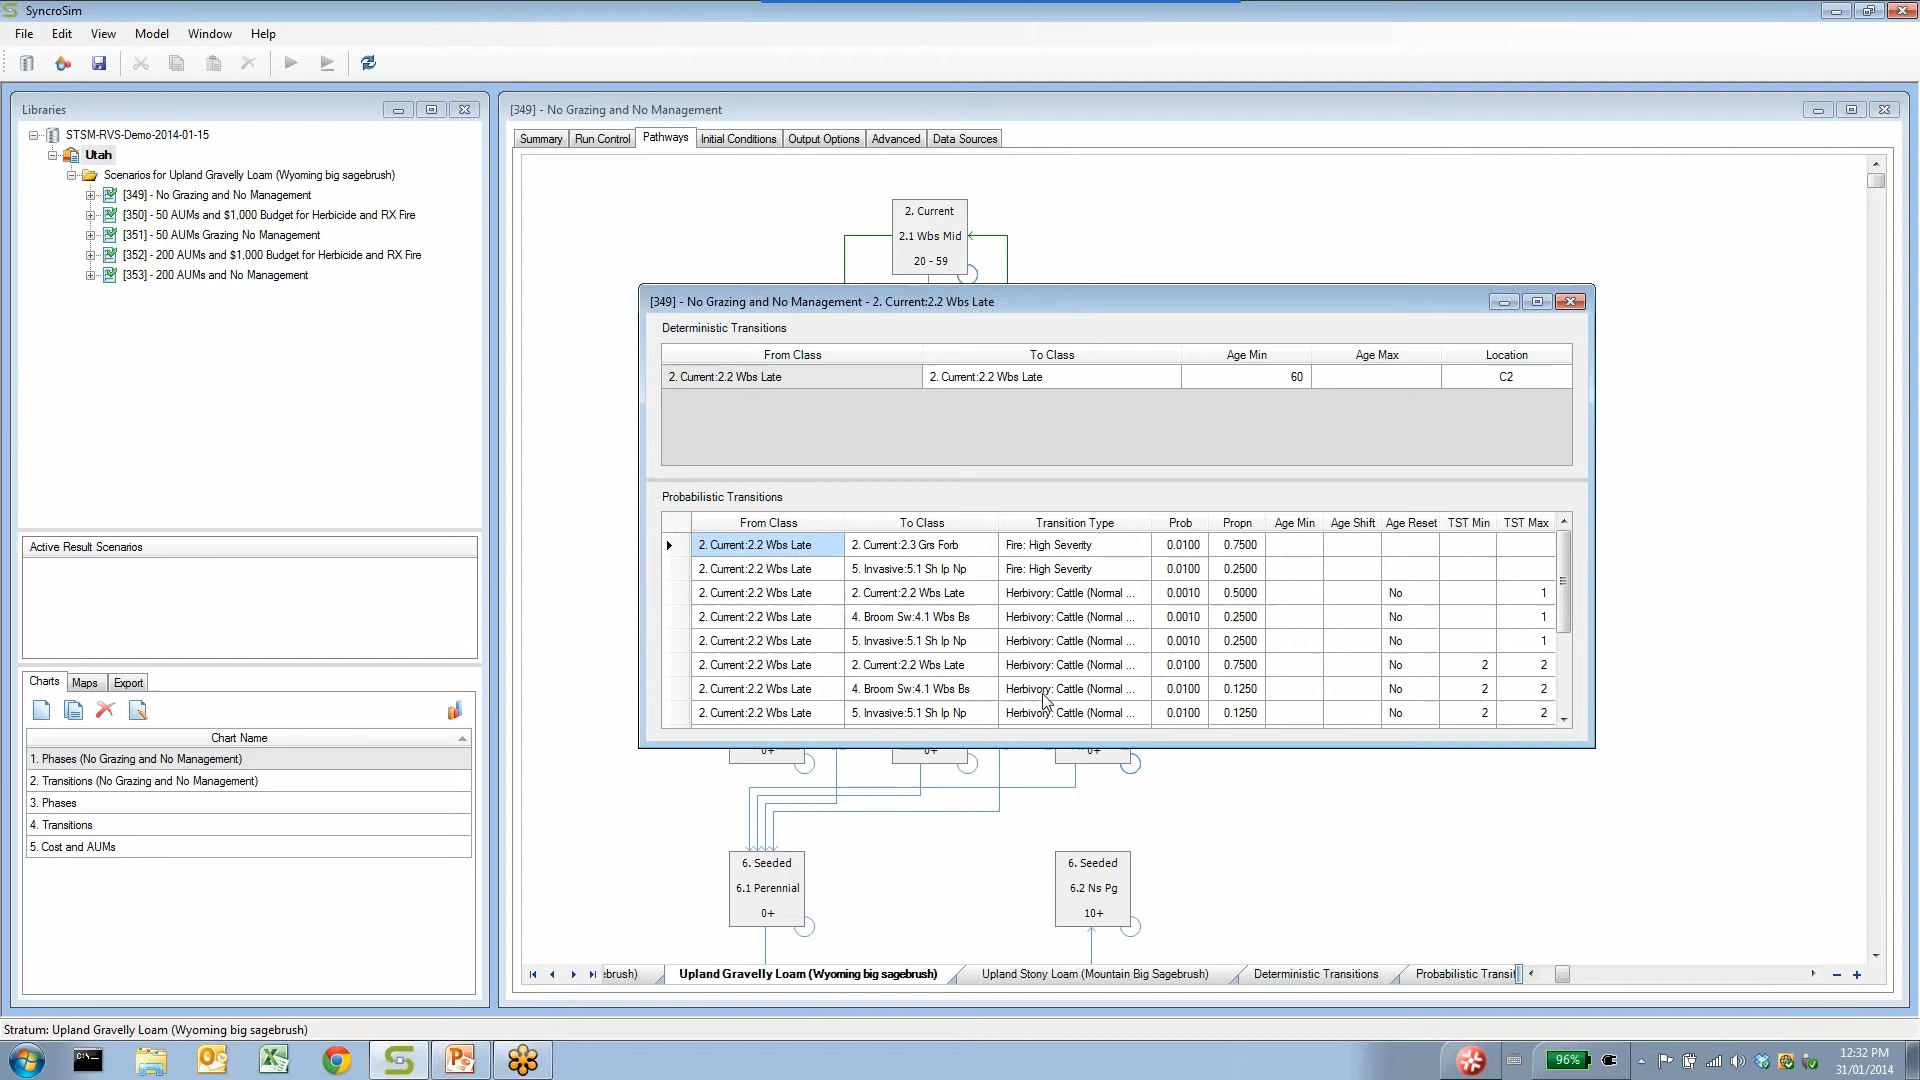 SyncroSim
File Edit View Model Window Help
Libraries
STSM-RVS-Demo-2014-01-15
Utah
Scenarios for Upland Gravelly Loam (Wyoming big sagebrush)
[349] - No Grazing and No Management
[350] - 50 AUMs and $1,000 Budget for Herbicide and RX Fire
[351] - 50 AUMs Grazing No Management
[352] - 200 AUMs and $1,000 Budget for Herbicide and RX Fire
[353] - 200 AUMs and No Management
Active Result Scenarios
Charts Maps Export
Chart Name
1. Phases (No Grazing and No Management)
2. Transitions (No Grazing and No Management)
3. Phases
4. Transitions
5. Cost and AUMs
[349] - No Grazing and No Management
Summary Run Control Pathways Initial Conditions Output Options Advanced Data Sources
2. Current
2.1 Wbs Mid
20 - 59
[349] - No Grazing and No Management - 2. Current:2.2 Wbs Late
Deterministic Transitions
From Class To Class Age Min Age Max Location
2. Current:2.2 Wbs Late 2. Current:2.2 Wbs Late 60 C2
Probabilistic Transitions
From Class To Class Transition Type Prob Propn Age Min Age Shift Age Reset TST Min TST Max
2. Current:2.2 Wbs Late 2. Current:2.3 Grs Forb Fire: High Severity 0.0100 0.7500
2. Current:2.2 Wbs Late 5. Invasive:5.1 Sh Ip Np Fire: High Severity 0.0100 0.2500
2. Current:2.2 Wbs Late 2. Current:2.2 Wbs Late Herbivory: Cattle (Normal ... 0.0010 0.5000 No 1
2. Current:2.2 Wbs Late 4. Broom Sw:4.1 Wbs Bs Herbivory: Cattle (Normal ... 0.0010 0.2500 No 1
2. Current:2.2 Wbs Late 5. Invasive:5.1 Sh Ip Np Herbivory: Cattle (Normal ... 0.0010 0.2500 No 1
2. Current:2.2 Wbs Late 2. Current:2.2 Wbs Late Herbivory: Cattle (Normal ... 0.0100 0.7500 No 2 2
2. Current:2.2 Wbs Late 4. Broom Sw:4.1 Wbs Bs Herbivory: Cattle (Normal ... 0.0100 0.1250 No 2 2
2. Current:2.2 Wbs Late 5. Invasive:5.1 Sh Ip Np Herbivory: Cattle (Normal ... 0.0100 0.1250 No 2 2
0+ 0+ 0+
6. Seeded
6.1 Perennial
0+
6. Seeded
6.2 Ns Pg
10+
ebrush) Upland Gravelly Loam (Wyoming big sagebrush) Upland Stony Loam (Mountain Big Sagebrush) Deterministic Transitions Probabilistic Transit
Stratum: Upland Gravelly Loam (Wyoming big sagebrush)
96%
12:32 PM
31/01/2014